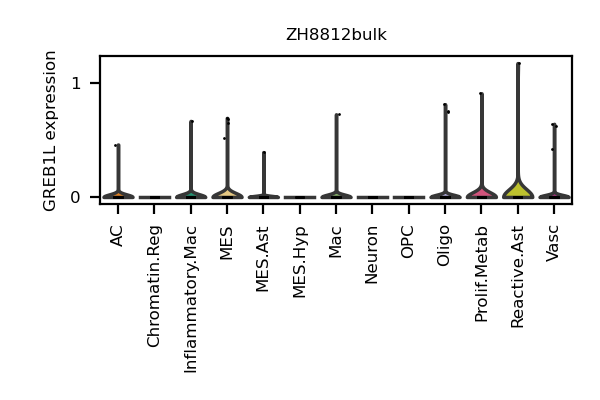 ZH8812bulk
GREB1L expression
1
0
AC
Chromatin.Reg
Inflammatory.Mac
MES
MES.Ast
MES.Hyp
Mac
Neuron
OPC
Oligo
Prolif.Metab
Reactive.Ast
Vasc